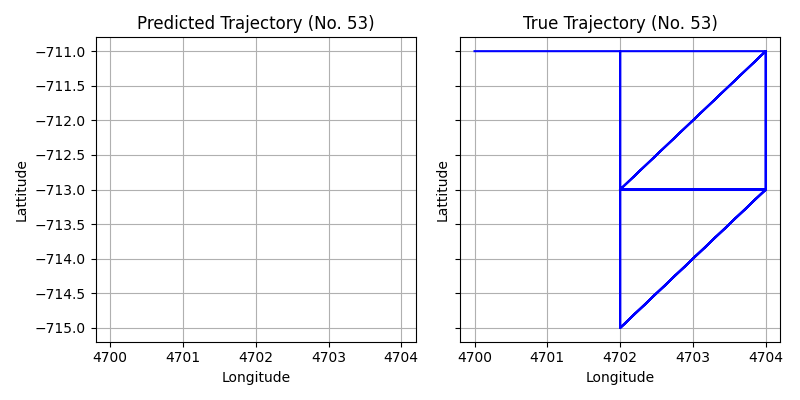 Predicted Trajectory (No. 53)
−711.0
−711.5
−712.0
−712.5
−713.0
−713.5
−714.0
−714.5
−715.0
Lattitude
4700 4701 4702 4703 4704
Longitude
True Trajectory (No. 53)
Lattitude
4700 4701 4702 4703 4704
Longitude